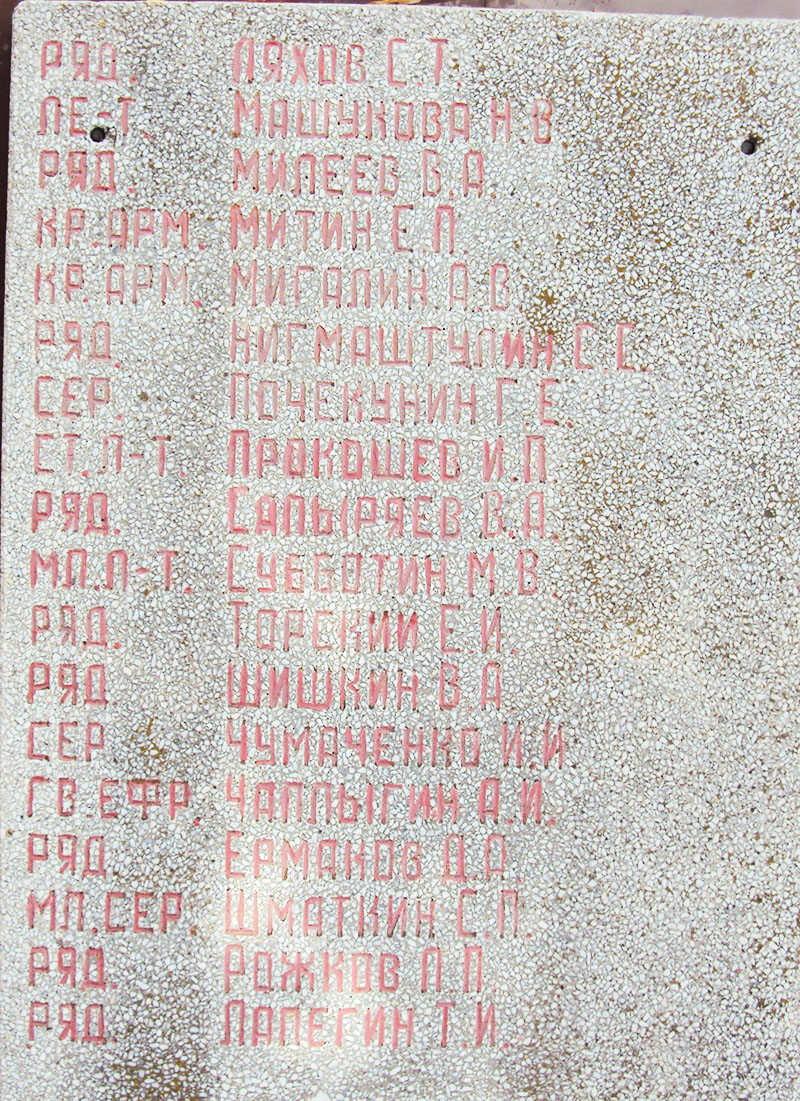 РЯД. ЛЯХОВ С.Т.
ЛЕ-Т. МАШУКОВА Н.В
РЯД. МИЛЕЕВ В.А.
КР.АРМ. МИТИН Е.П.
КР.АРМ. МИГАЛИН А.В
РЯД НИГМАШТУЛИН С.С.
СЕР. ПОЧЕКУНИН Г.Е
СТ.Л-Т. ПРОКОШЕВ И.П.
РЯД. САПЫРЯЕВ В.А.
МЛ.Л-Т. СУББОТИН М.В.
РЯД. ТОРСКИЙ Е.И.
РЯД ШИШКИН В.А
СЕР ЧУМАЧЕНКО И.И.
ГВ.ЕФР. ЧАПЛЫГИН А.И.
РЯД ЕРМАКОВ Д.А.
МЛ.СЕР ШМАТКИН С.П.
РЯД. РОЖКОВ П.П.
РЯД. ЛАПЕГИН Т.И.